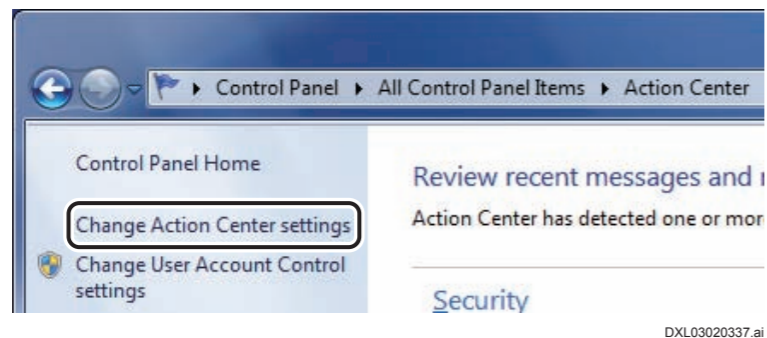 Control Panel ▸ All Control Panel Items ▸ Action Center
Control Panel Home
Change Action Center settings
Change User Account Control
settings
Review recent messages and
Action Center has detected one or mor
Security
DXL03020337.ai